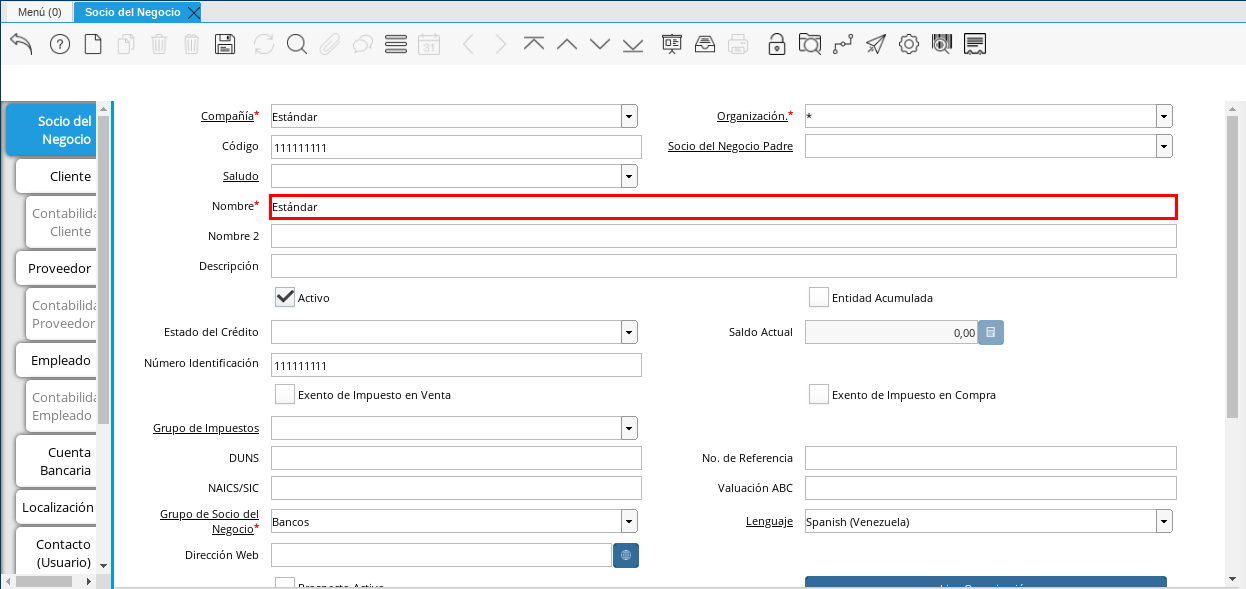 Menú (0)
Socio del Negocio
31
Socio del
Negocio
Cliente
Contabilida
Cliente
Proveedor
Contabilida
Proveedor
Empleado
Contabilida
Empleado
Cuenta
Bancaria
Localización
Contacto
(Usuario)
Compañía* Estándar Organización.* *
Código 111111111 Socio del Negocio Padre
Saludo
Nombre* Estándar
Nombre 2
Descripción
Activo Entidad Acumulada
Estado del Crédito Saldo Actual 0,00
Número Identificación 111111111
Exento de Impuesto en Venta Exento de Impuesto en Compra
Grupo de Impuestos
DUNS No. de Referencia
NAICS/SIC Valuación ABC
Grupo de Socio del
Negocio* Bancos Lenguaje Spanish (Venezuela)
Dirección Web
Prospecto Activo